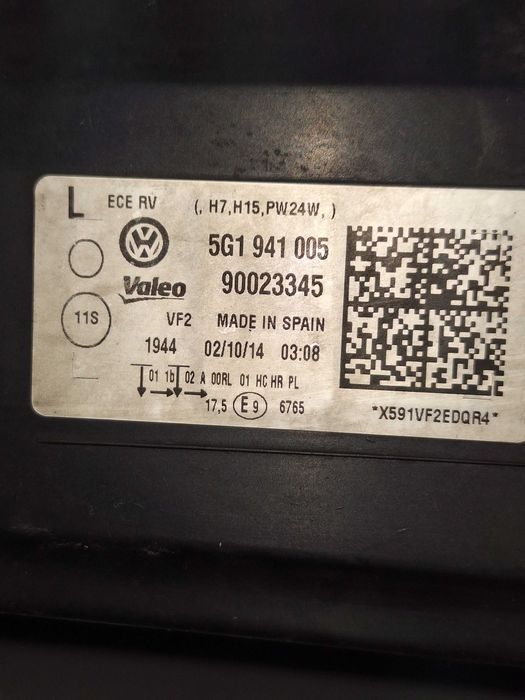 L ECE RV (, H7,H15,PW24W, )
VW 5G1 941 005
Valeo 90023345
11S
VF2 MADE IN SPAIN
1944 02/10/14 03:08
01 1b 02 A 00RL 01 HC HR PL
17,5 E9 6765
*X591VF2EDQR4*